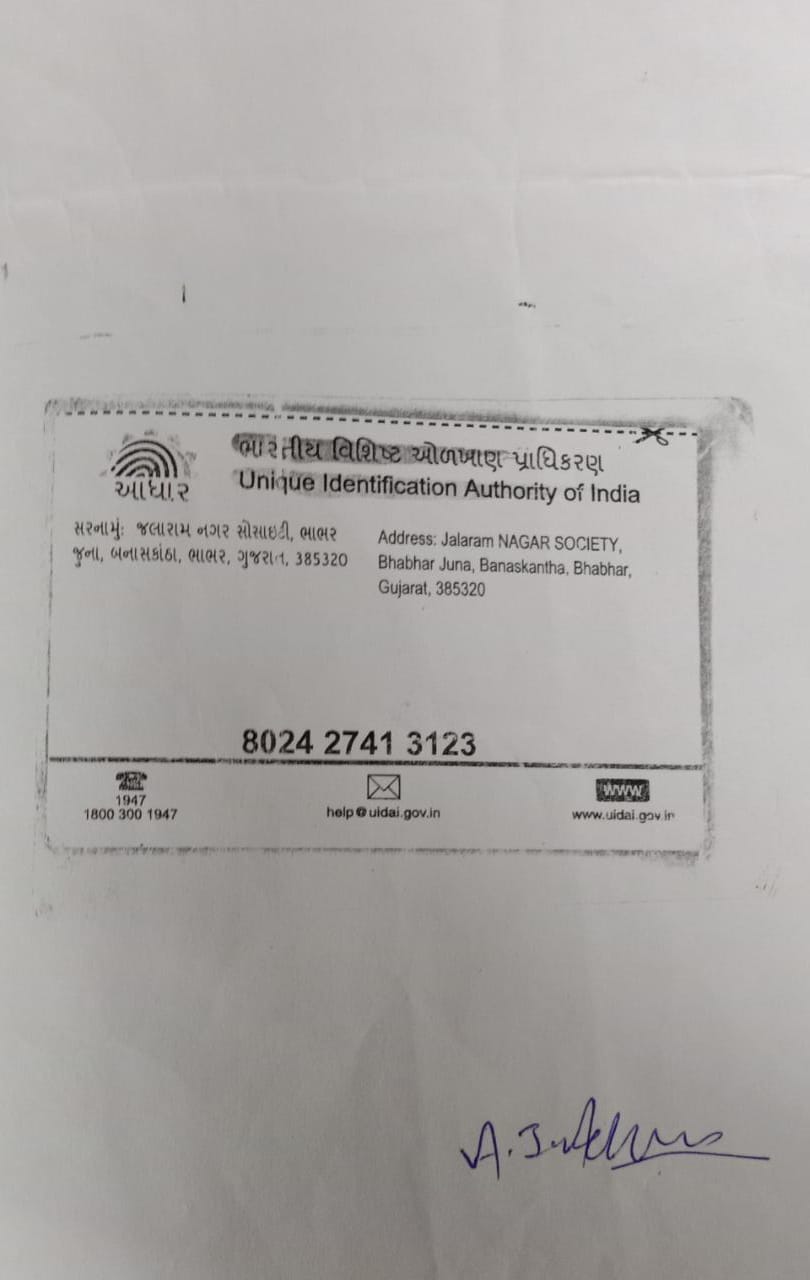 ભારતીય વિશિષ્ટ ઓળખાણ પ્રાધિકરણ
Unique Identification Authority of India
આધાર
સરનામું: જલારામ નગર સોસાઇટી, ભાભર
જુના, બનાસકાંઠા, ભાભર, ગુજરાત, 385320
Address: Jalaram NAGAR SOCIETY,
Bhabhar Juna, Banaskantha, Bhabhar,
Gujarat, 385320
8024 2741 3123
1947
1800 300 1947
help@uidai.gov.in
www
www.uidai.gov.in